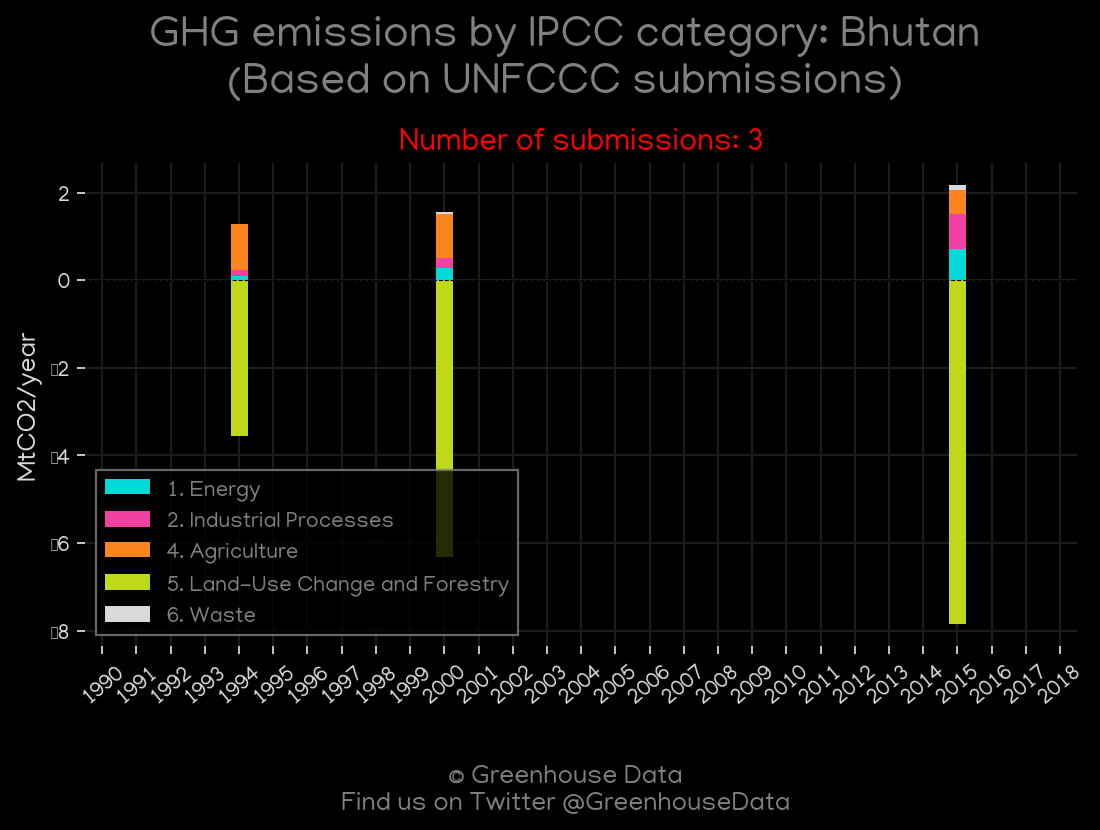 GHG emissions by IPCC category: Bhutan
(Based on UNFCCC submissions)
Number of submissions: 3
MtCO2/year
2
0
▯2
▯4
▯6
▯8
1. Energy
2. Industrial Processes
4. Agriculture
5. Land-Use Change and Forestry
6. Waste
1990 1991 1992 1993 1994 1995 1996 1997 1998 1999 2000 2001 2002 2003 2004 2005 2006 2007 2008 2009 2010 2011 2012 2013 2014 2015 2016 2017 2018
© Greenhouse Data
Find us on Twitter @GreenhouseData